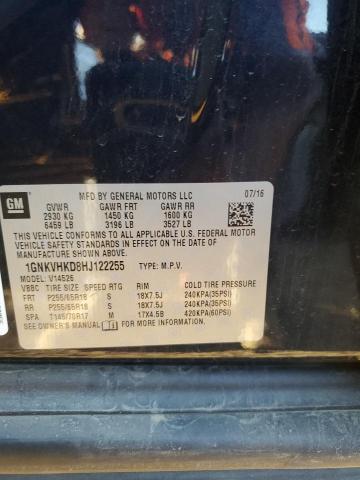 GM
MFD BY GENERAL MOTORS LLC 07/16
GVWR GAWR FRT GAWR RR
2930 KG 1450 KG 1600 KG
6459 LB 3196 LB 3527 LB
THIS VEHICLE CONFORMS TO ALL APPLICABLE U.S. FEDERAL MOTOR
VEHICLE SAFETY STANDARDS IN EFFECT ON THE DATE OF
MANUFACTURE SHOWN ABOVE.
1GNKVHKD8HJ122255 TYPE: M.P.V.
MODEL: V14526
VBBC TIRE SIZE SPEED RTG RIM COLD TIRE PRESSURE
FRT P255/65R18 S 18X7.5J 240KPA(35PSI)
RR P255/65R18 S 18X7.5J 240KPA(35PSI)
SPA T145/70R17 M 17X4.5B 420KPA(60PSI)
SEE OWNER'S MANUAL FOR MORE INFORMATION.